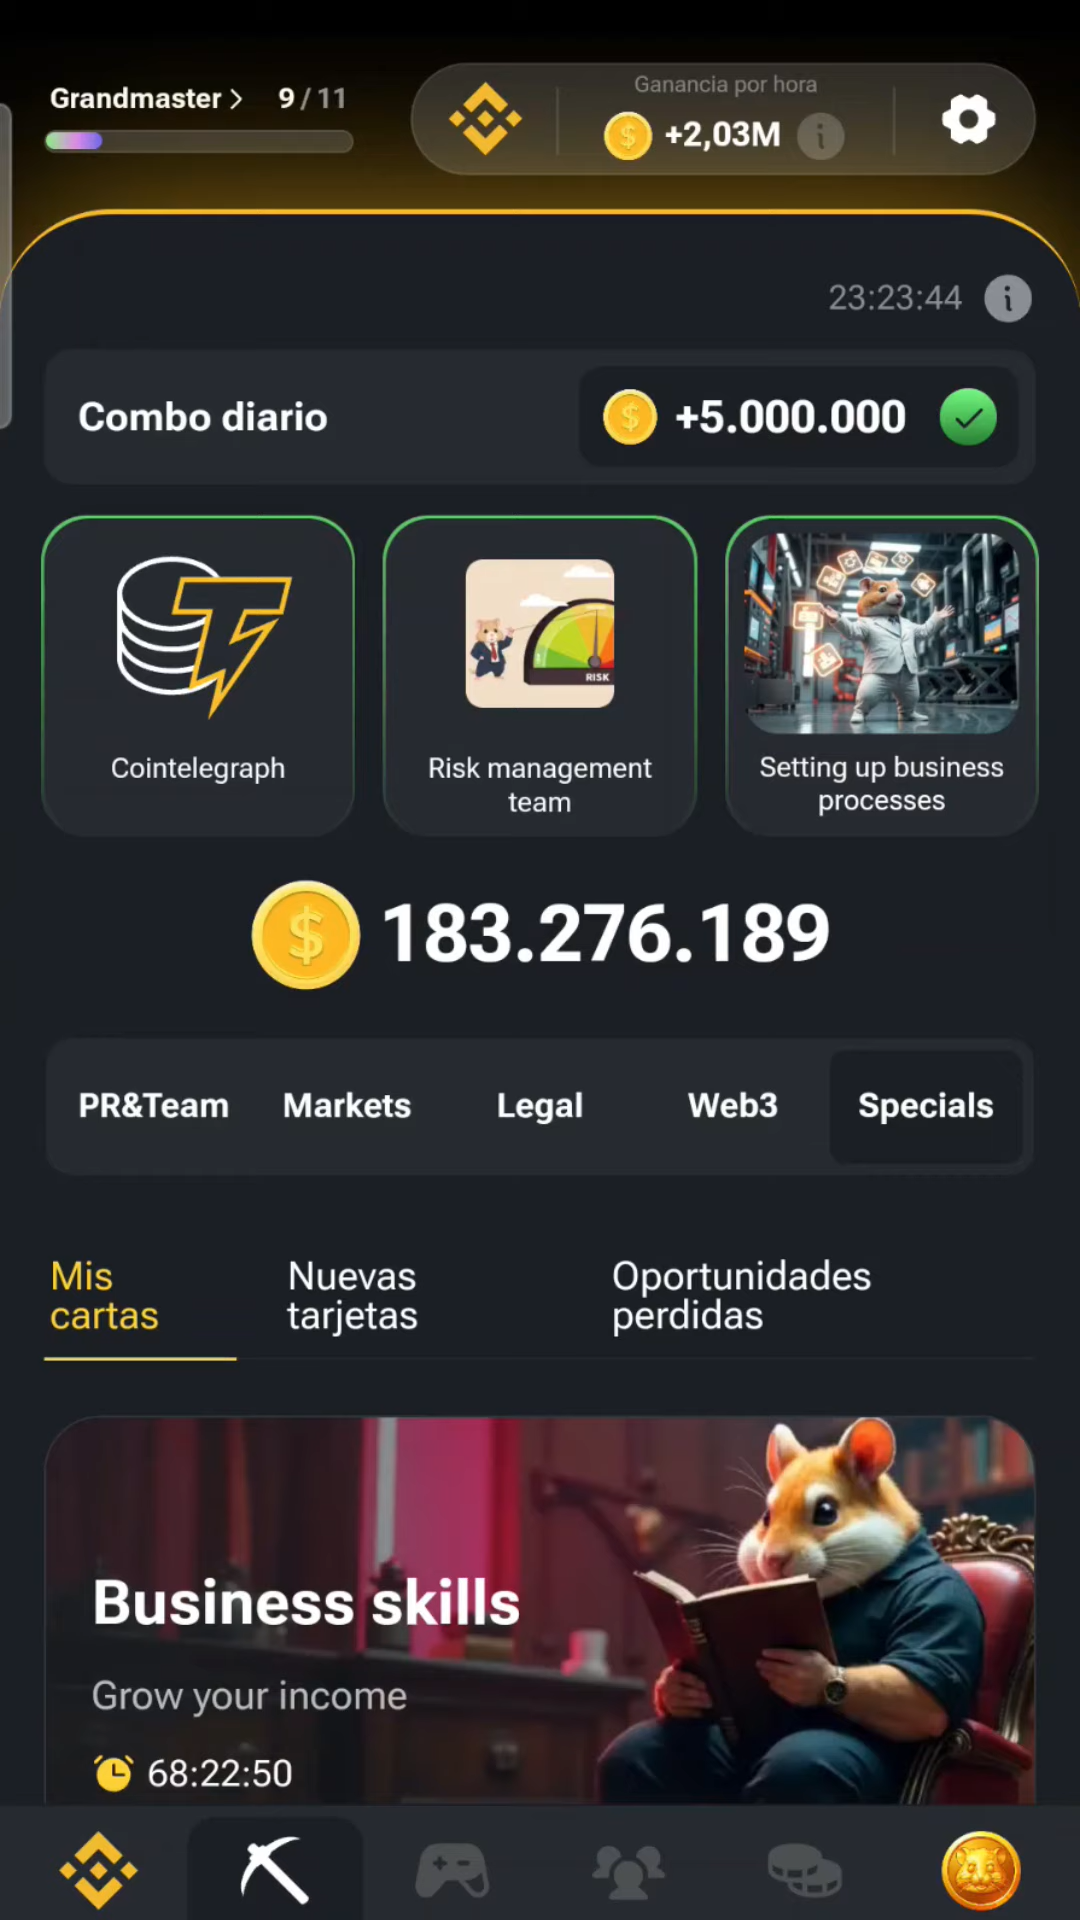 Grandmaster 9/11
Ganancia por hora
+2,03M
23:23:44
Combo diario
+5.000.000
Cointelegraph
RISK
Risk management
team
Setting up business
processes
183.276.189
PR&Team Markets Legal Web3 Specials
Mis
cartas
Nuevas
tarjetas
Oportunidades
perdidas
Business skills
Grow your income
68:22:50